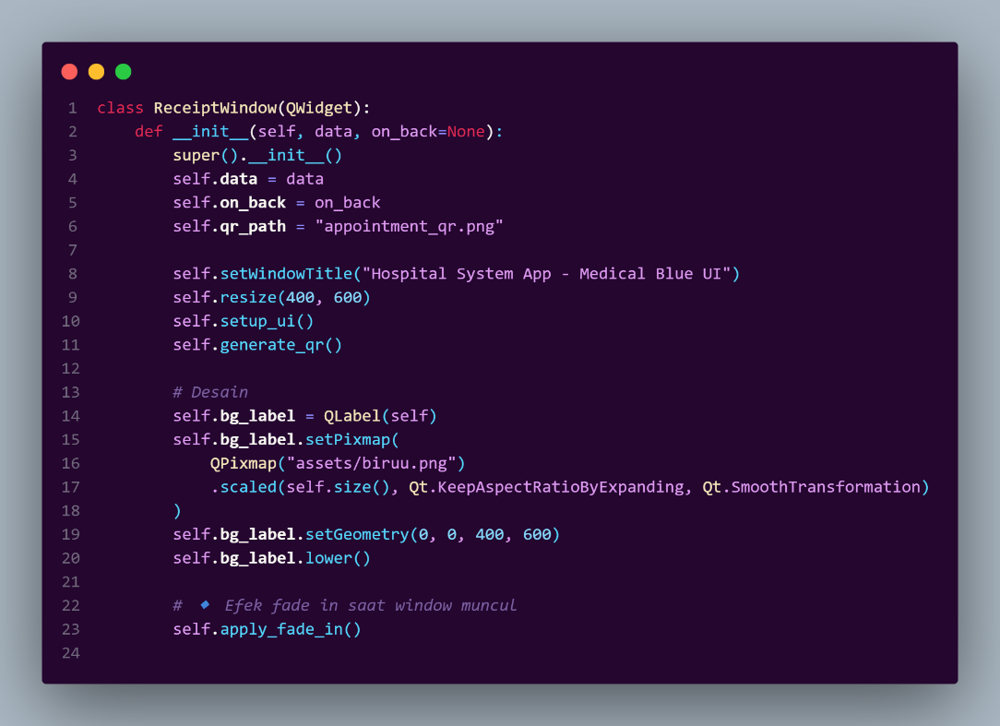 1 class ReceiptWindow(QWidget):
2     def __init__(self, data, on_back=None):
3         super().__init__()
4         self.data = data
5         self.on_back = on_back
6         self.qr_path = "appointment_qr.png"
7
8         self.setWindowTitle("Hospital System App - Medical Blue UI")
9         self.resize(400, 600)
10         self.setup_ui()
11         self.generate_qr()
12
13         # Desain
14         self.bg_label = QLabel(self)
15         self.bg_label.setPixmap(
16             QPixmap("assets/biruu.png")
17             .scaled(self.size(), Qt.KeepAspectRatioByExpanding, Qt.SmoothTransformation)
18         )
19         self.bg_label.setGeometry(0, 0, 400, 600)
20         self.bg_label.lower()
21
22         # 🔹 Efek fade in saat window muncul
23         self.apply_fade_in()
24